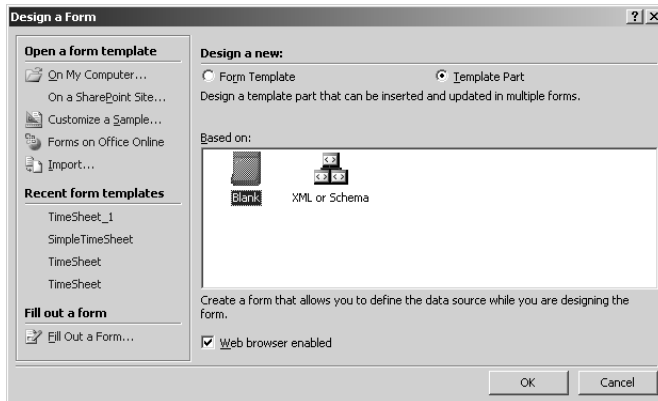 Design a Form
Open a form template
On My Computer...
On a SharePoint Site...
Customize a Sample...
Forms on Office Online
Import...
Recent form templates
TimeSheet_1
SimpleTimeSheet
TimeSheet
TimeSheet
Fill out a form
Fill Out a Form...
Design a new:
Form Template
Template Part
Design a template part that can be inserted and updated in multiple forms.
Based on:
Blank
XML or Schema
Create a form that allows you to define the data source while you are designing the
form.
Web browser enabled
OK
Cancel